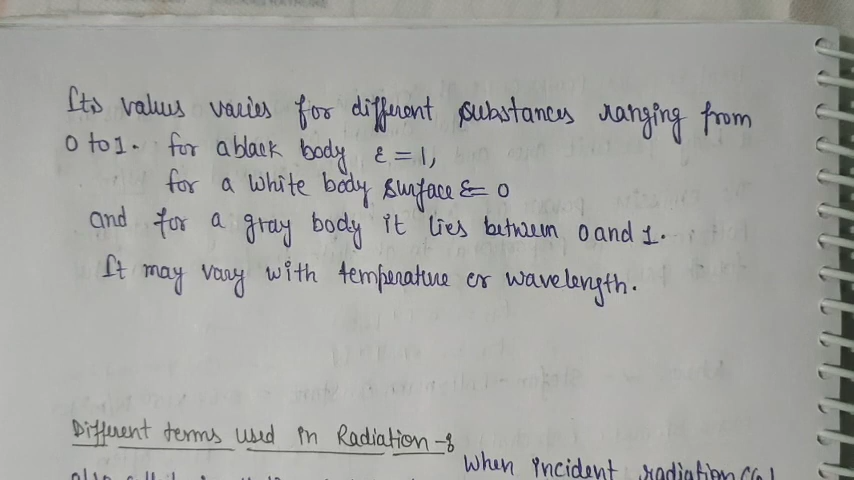 Its values varies for different substances ranging from
0 to 1. for a black body ε = 1,
for a white body surface ε = 0
and for a gray body it lies between 0 and 1.
It may vary with temperature or wavelength.
Different terms used in Radiation -:
When incident radiation (G)